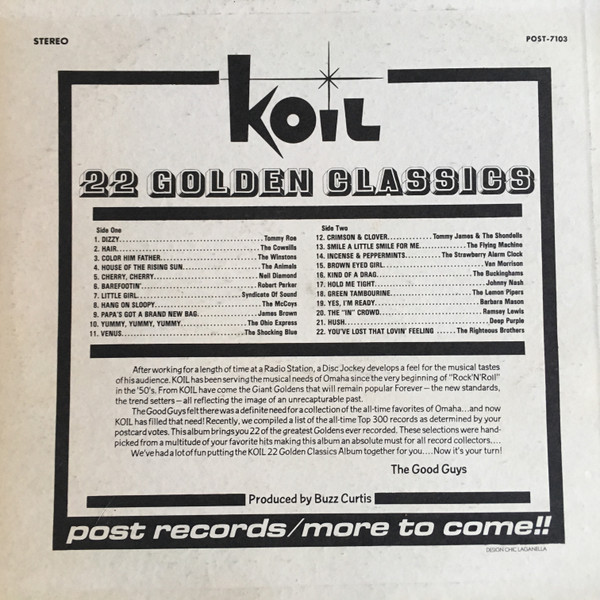 STEREO
POST-7103
KOIL
22 GOLDEN CLASSICS
Side One
1. DIZZY..........Tommy Roe
2. HAIR..........The Cowsills
3. COLOR HIM FATHER..........The Winstons
4. HOUSE OF THE RISING SUN..........The Animals
5. CHERRY, CHERRY..........Neil Diamond
6. BAREFOOTIN'..........Robert Parker
7. LITTLE GIRL..........Syndicate Of Sound
8. HANG ON SLOOPY..........The McCoys
9. PAPA'S GOT A BRAND NEW BAG..........James Brown
10. YUMMY, YUMMY, YUMMY..........The Ohio Express
11. VENUS..........The Shocking Blue
Side Two
12. CRIMSON & CLOVER..........Tommy James & The Shondells
13. SMILE A LITTLE SMILE FOR ME..........The Flying Machine
14. INCENSE & PEPPERMINTS..........The Strawberry Alarm Clock
15. BROWN EYED GIRL..........Van Morrison
16. KIND OF A DRAG..........The Buckinghams
17. HOLD ME TIGHT..........Johnny Nash
18. GREEN TAMBOURINE..........The Lemon Pipers
19. YES, I'M READY..........Barbara Mason
20. THE "IN" CROWD..........Ramsey Lewis
21. HUSH..........Deep Purple
22. YOU'VE LOST THAT LOVIN' FEELING ......The Righteous Brothers
After working for a length of time at a Radio Station, a Disc Jockey develops a feel for the musical tastes
of his audience. KOIL has been serving the musical needs of Omaha since the very beginning of "Rock 'N' Roll"
in the '50's. From KOIL have come the Giant Goldens that will remain popular Forever — the new standards,
the trend setters — all reflecting the image of an unrecapturable past.
The Good Guys felt there was a definite need for a collection of the all-time favorites of Omaha...and now
KOIL has filled that need! Recently, we compiled a list of the all-time Top 300 records as determined by your
postcard votes. This album brings you 22 of the greatest Goldens ever recorded. These selections were hand-
picked from a multitude of your favorite hits making this album an absolute must for all record collectors....
We've had a lot of fun putting the KOIL 22 Golden Classics Album together for you....Now it's your turn!
The Good Guys
Produced by Buzz Curtis
post records/more to come!!
DESIGN CHIC LAGANELLA